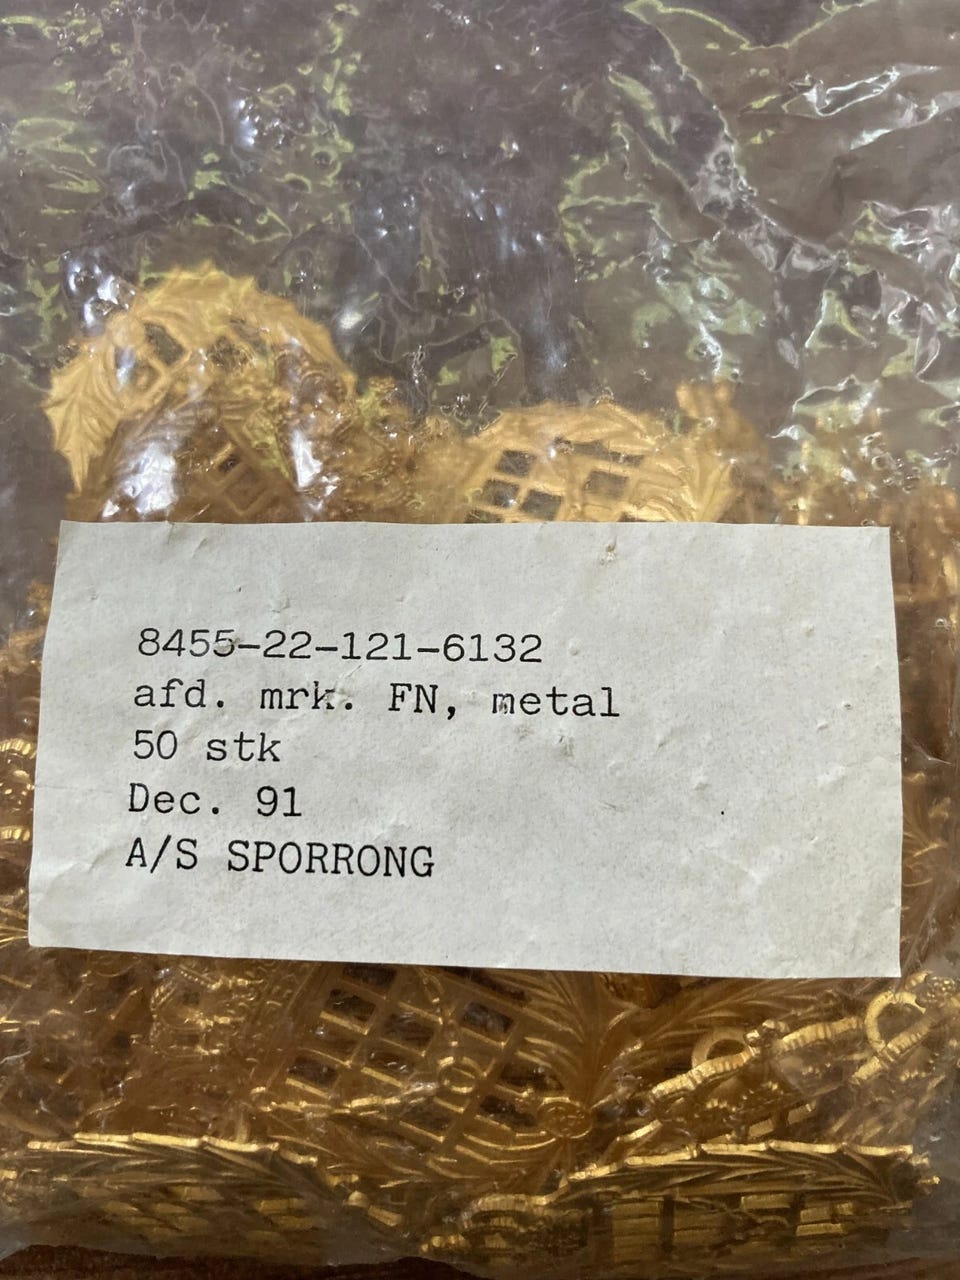 8455-22-121-6132
afd. mrk. FN, metal
50 stk
Dec. 91
A/S SPORRONG